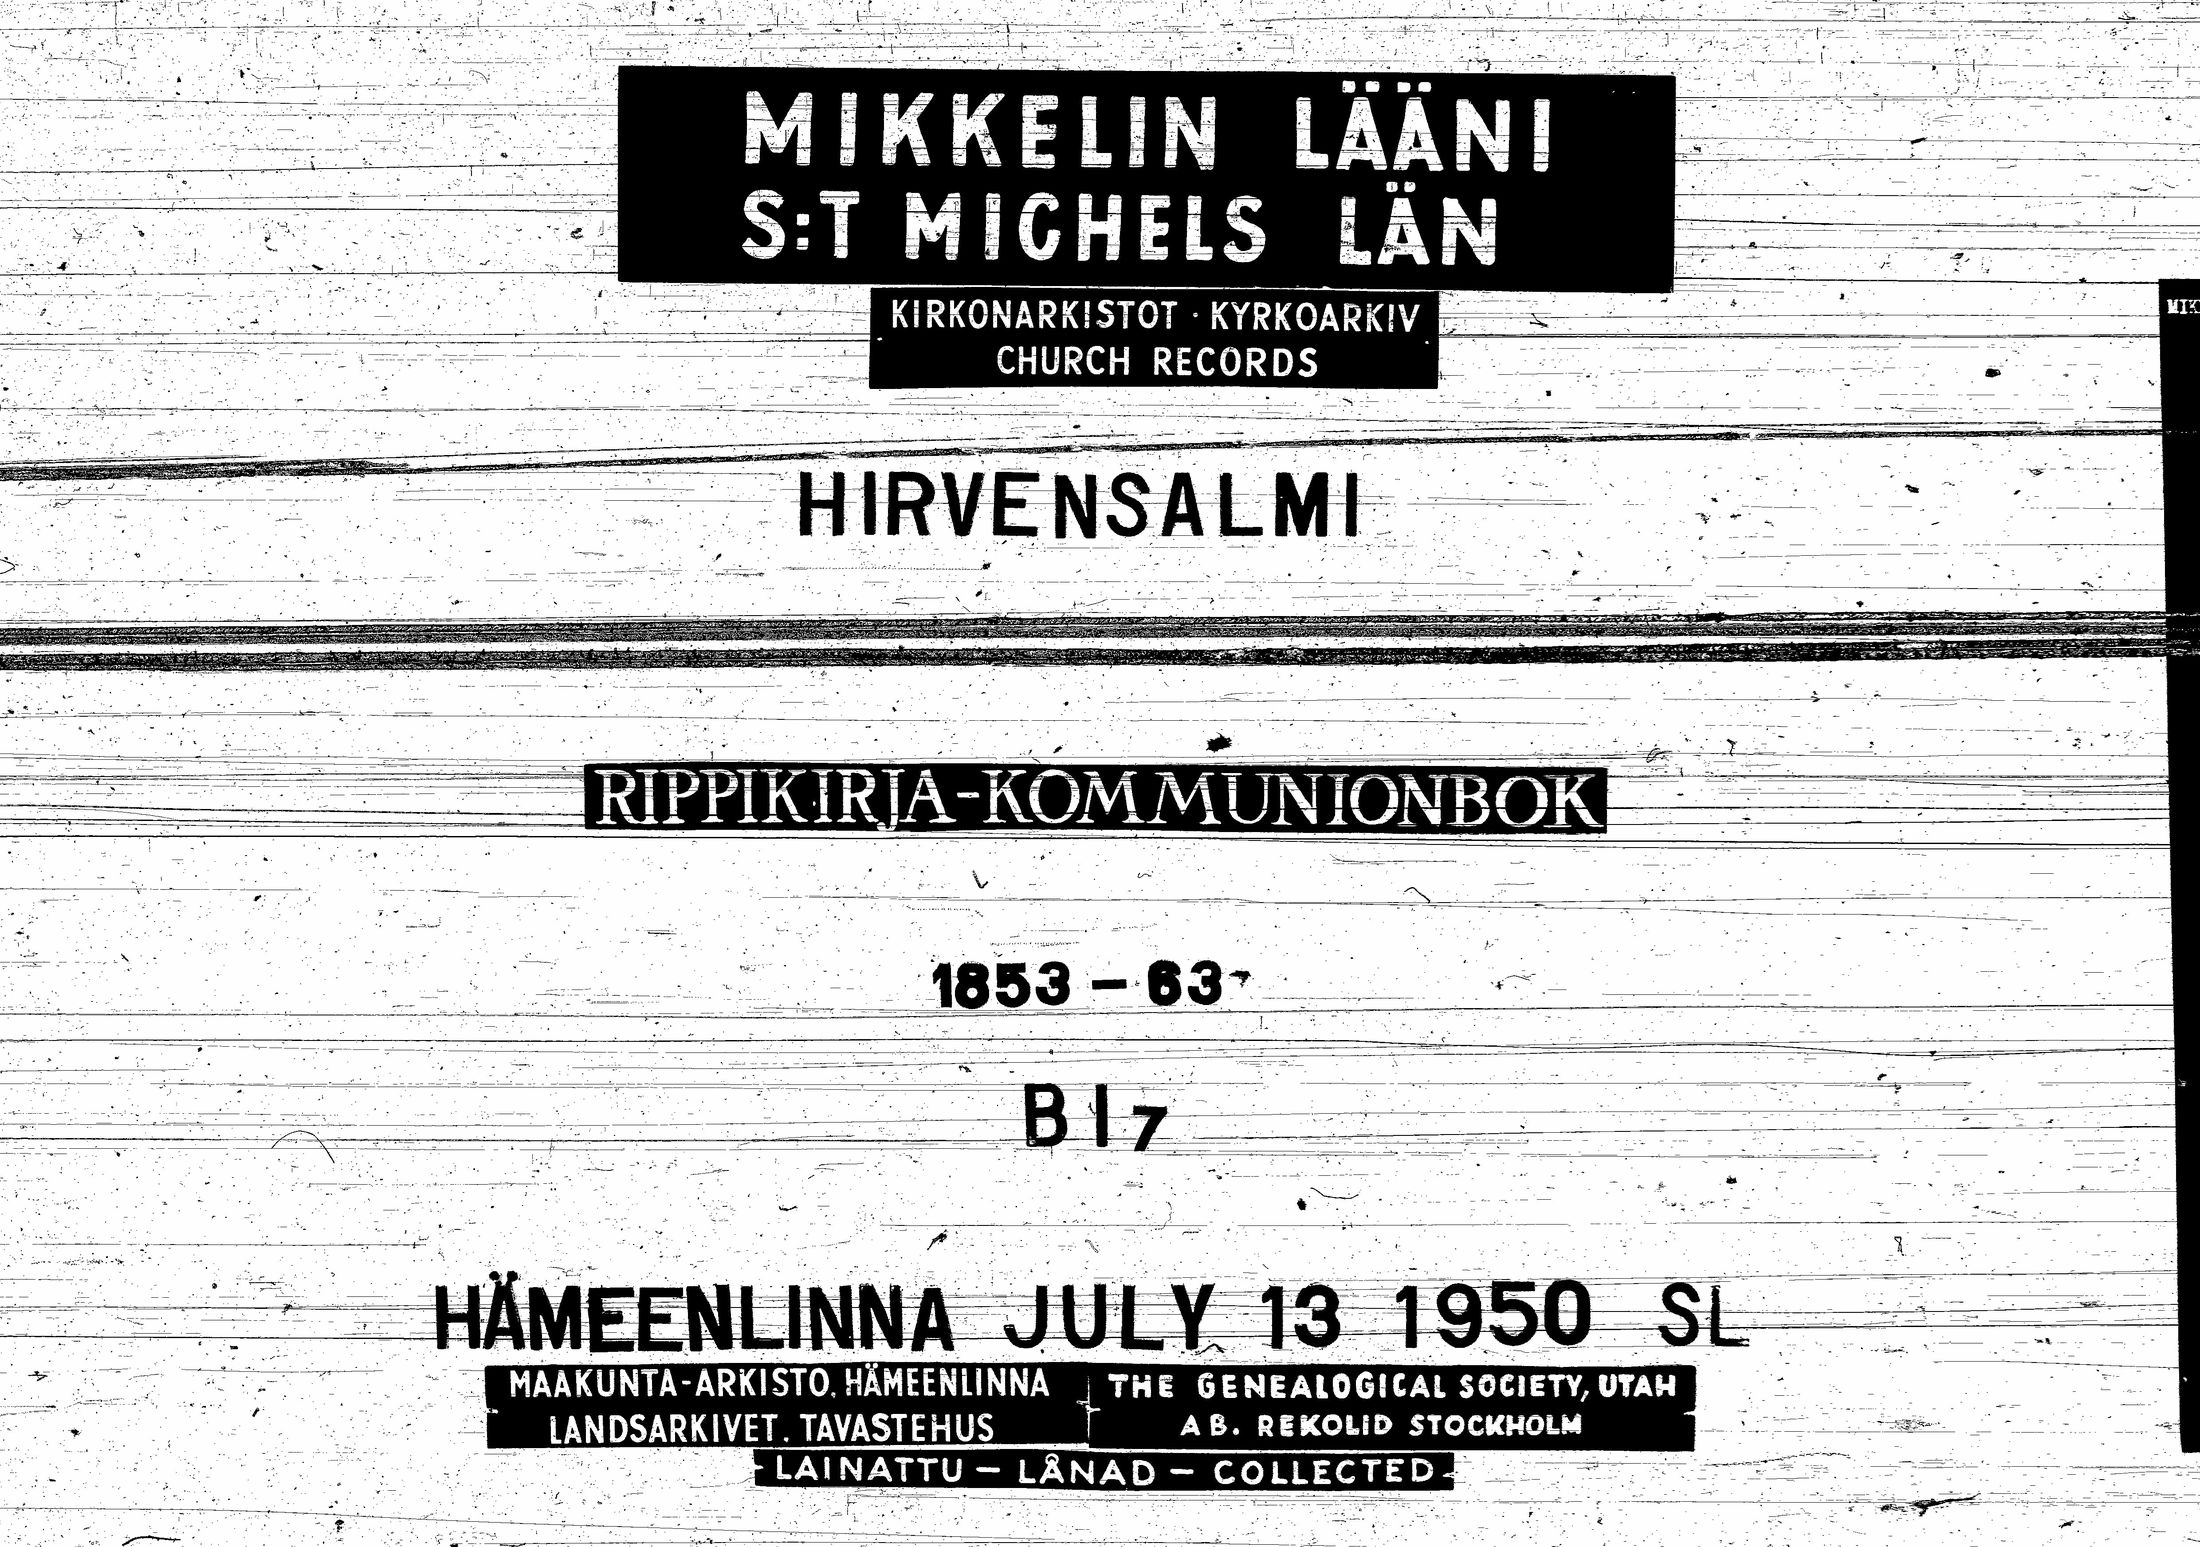 MIKKELIN LÄÄNI
S:T MICHELS LÄN
KIRKONARKISTOT · KYRKOARKIV
CHURCH RECORDS
HIRVENSALMI
RIPPIKIRJA-KOMMUNIONBOK
1853 – 63
B I 7
HÄMEENLINNA JULY 13 1950 SL
MAAKUNTA-ARKISTO, HÄMEENLINNA
LANDSARKIVET, TAVASTEHUS
THE GENEALOGICAL SOCIETY, UTAH
AB. REKOLID STOCKHOLM
LAINATTU – LÅNAD – COLLECTED